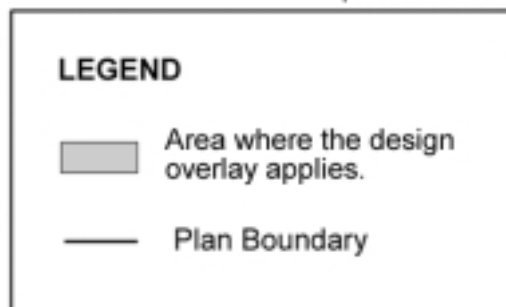 LEGEND
Area where the design
overlay applies.
Plan Boundary